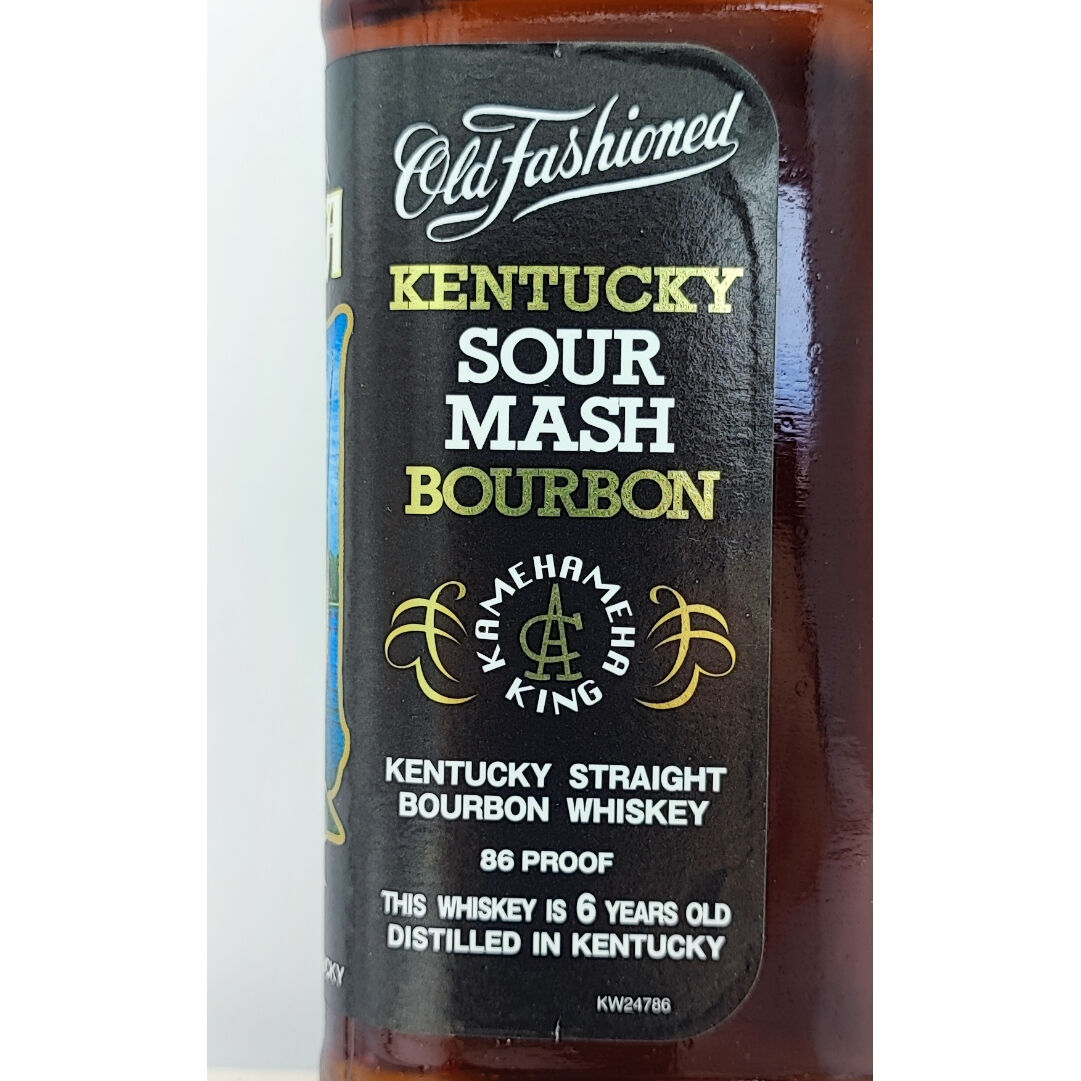 Old Fashioned
KENTUCKY
SOUR
MASH
BOURBON
KAMEHAMEHA
KING
KENTUCKY STRAIGHT
BOURBON WHISKEY
86 PROOF
THIS WHISKEY IS 6 YEARS OLD
DISTILLED IN KENTUCKY
KW24786